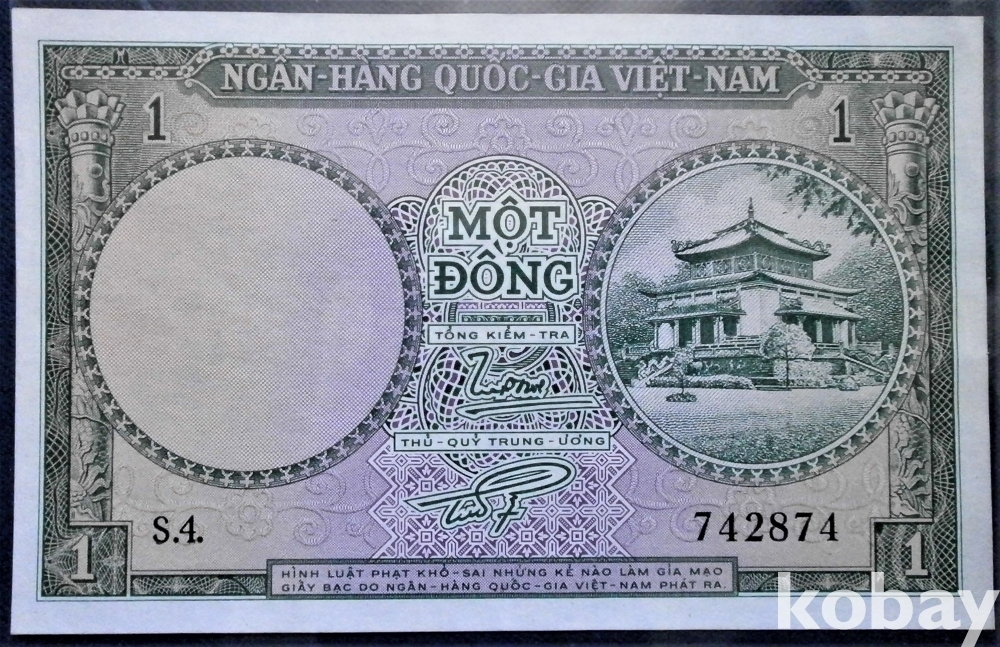 NGÂN-HÀNG QUỐC-GIA VIỆT-NAM
1
1
MỘT
ĐỒNG
TỔNG KIỂM-TRA
THỦ-QUỸ TRUNG-ƯƠNG
S.4.
742874
1
1
HÌNH LUẬT PHẠT KHỔ-SAI NHỮNG KẺ NÀO LÀM GIẢ MẠO
GIẤY BẠC DO NGÂN-HÀNG QUỐC-GIA VIỆT-NAM PHÁT RA.
kobay